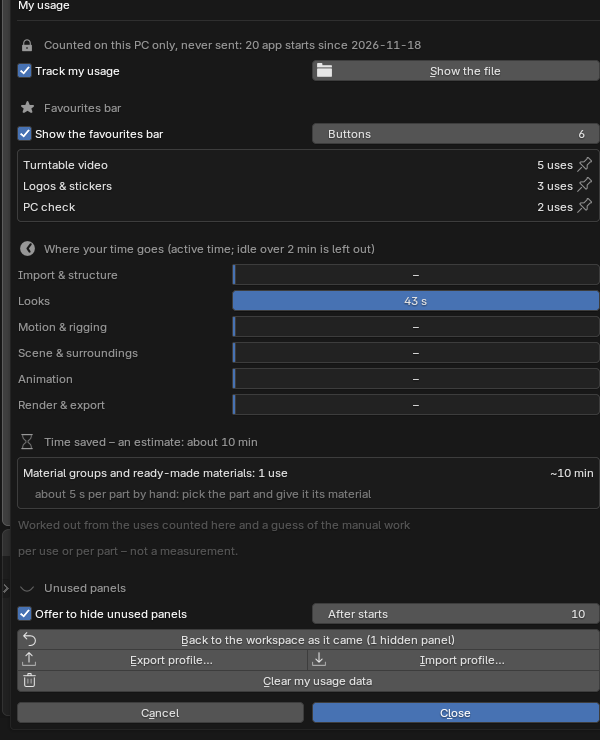 My usage
Counted on this PC only, never sent: 20 app starts since 2026-11-18
Track my usage
Show the file
Favourites bar
Show the favourites bar
Buttons 6
Turntable video 5 uses
Logos & stickers 3 uses
PC check 2 uses
Where your time goes (active time; idle over 2 min is left out)
Import & structure –
Looks 43 s
Motion & rigging –
Scene & surroundings –
Animation –
Render & export –
Time saved – an estimate: about 10 min
Material groups and ready-made materials: 1 use ~10 min
about 5 s per part by hand: pick the part and give it its material
Worked out from the uses counted here and a guess of the manual work
per use or per part – not a measurement.
Unused panels
Offer to hide unused panels
After starts 10
Back to the workspace as it came (1 hidden panel)
Export profile...
Import profile...
Clear my usage data
Cancel
Close